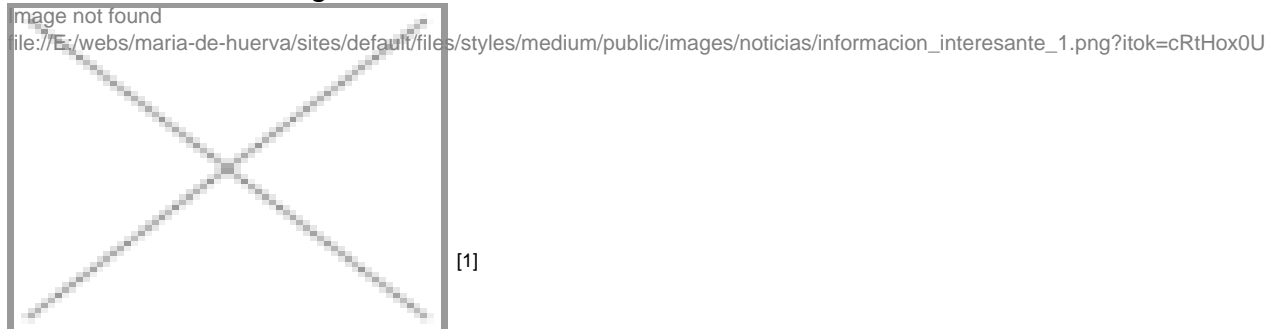 Image not found
file://E:/webs/maria-de-huerva/sites/default/files/styles/medium/public/images/noticias/informacion_interesante_1.png?itok=cRtHox0U
[1]